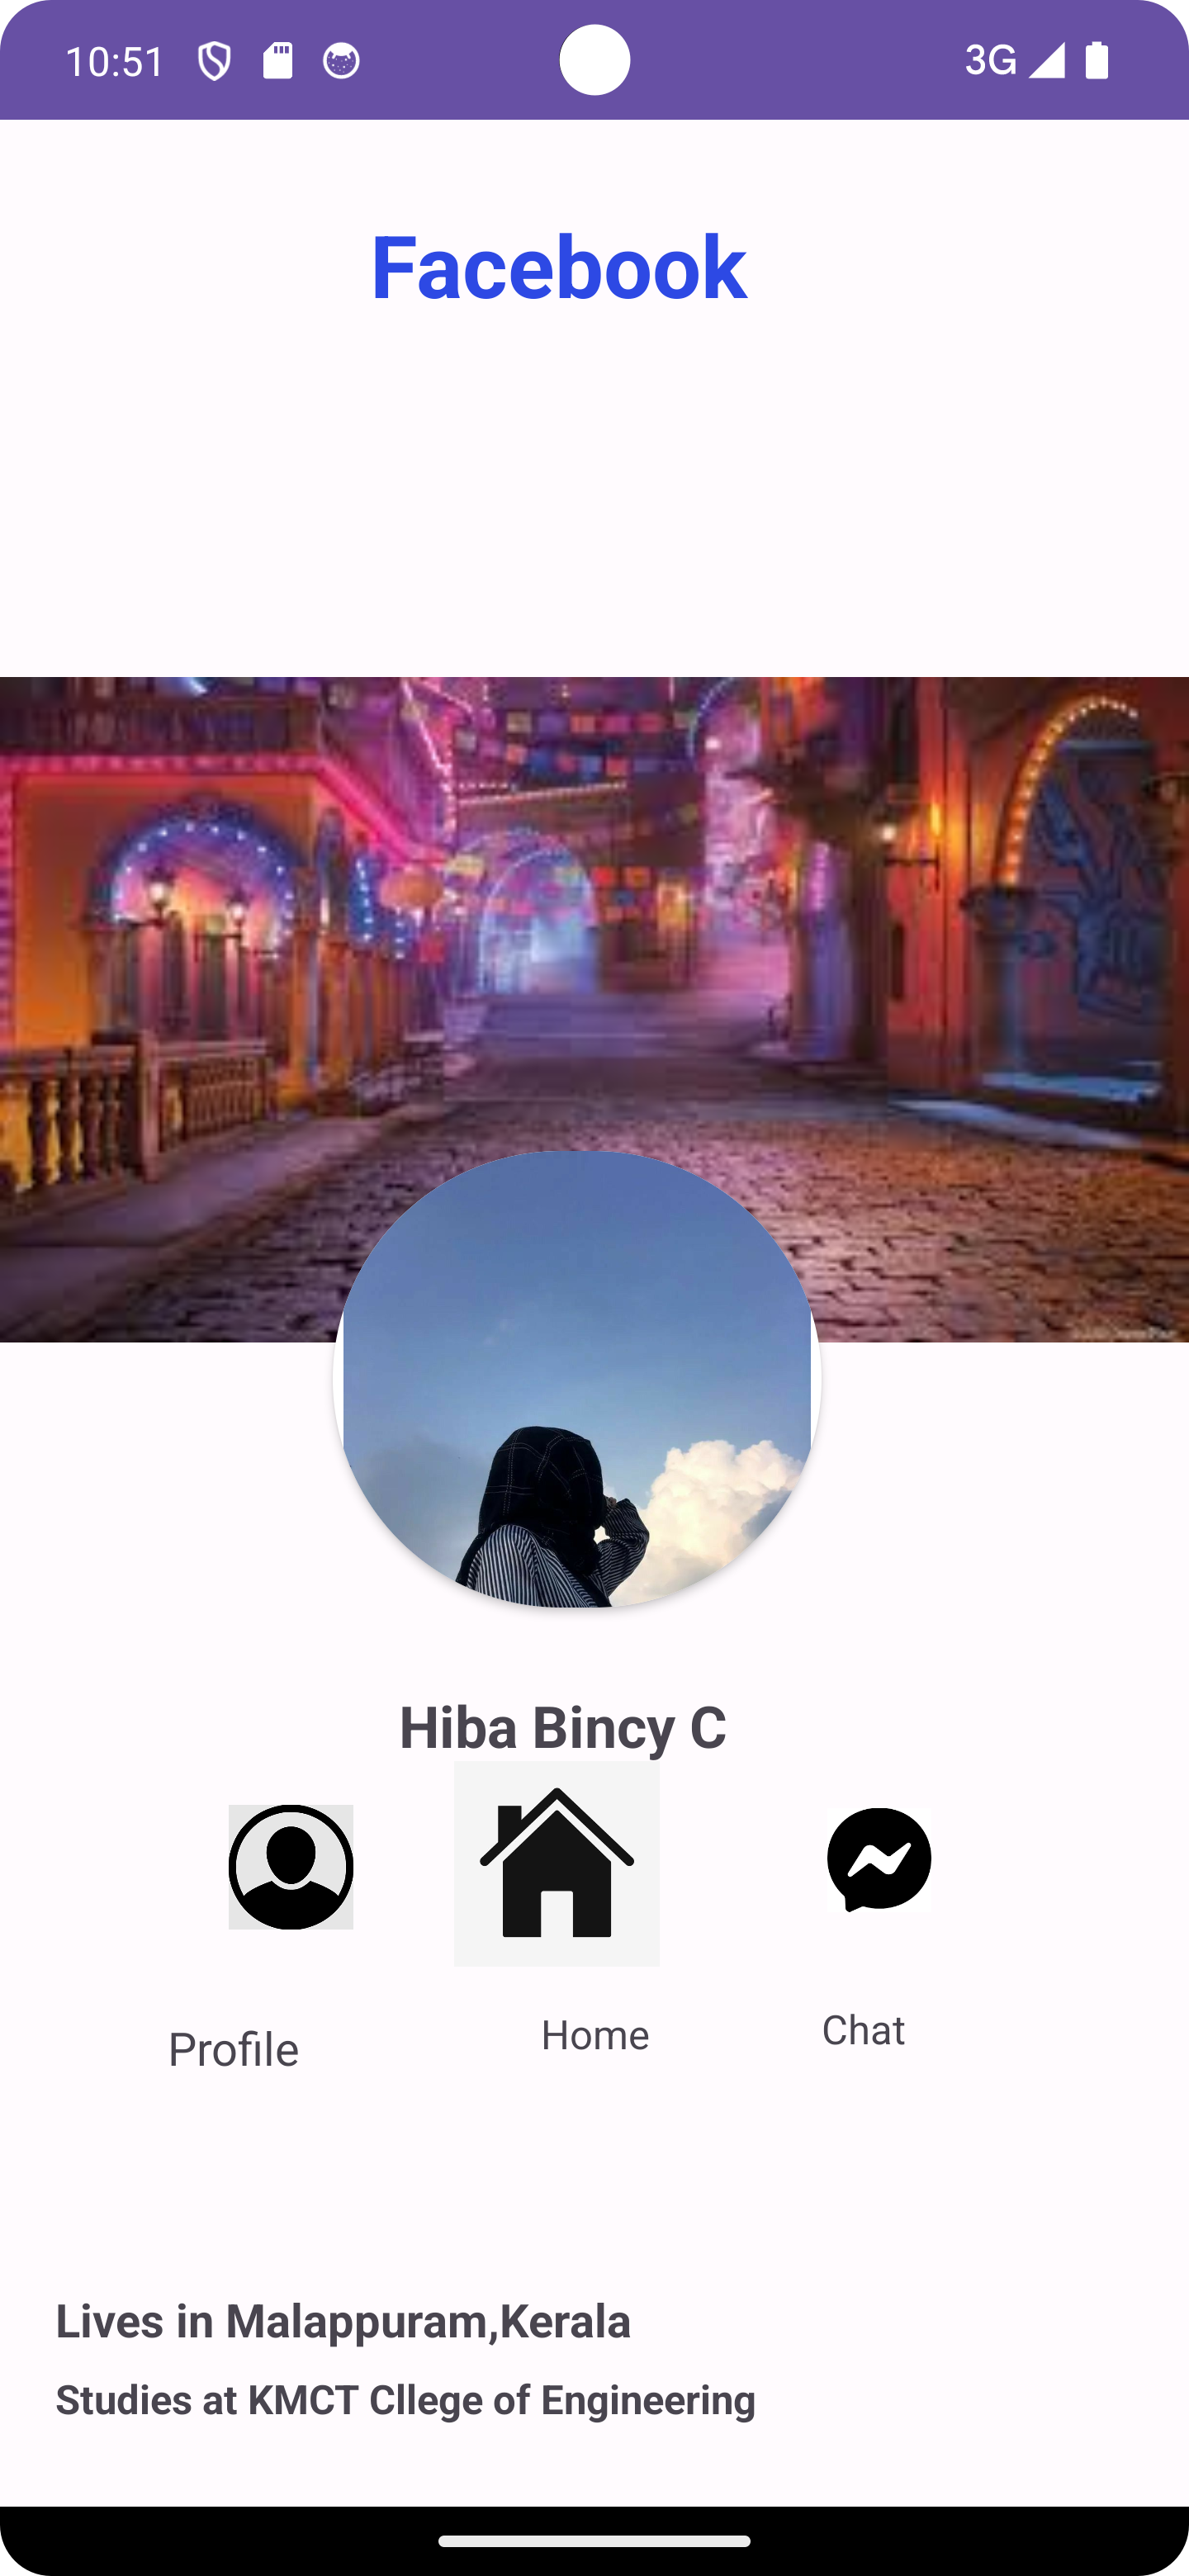 10:51 3G
Facebook
Hiba Bincy C
Profile Home Chat
Lives in Malappuram,Kerala
Studies at KMCT Cllege of Engineering